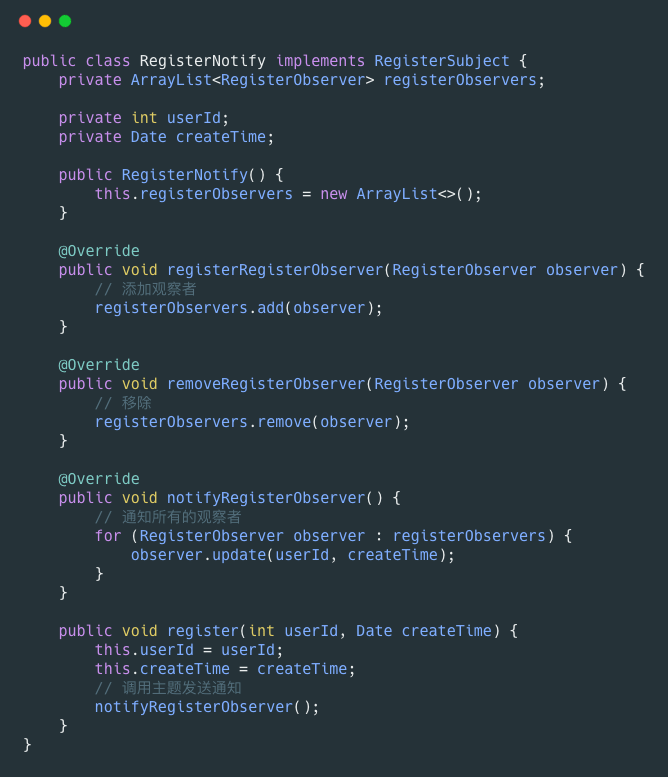 public class RegisterNotify implements RegisterSubject {
    private ArrayList<RegisterObserver> registerObservers;

    private int userId;
    private Date createTime;

    public RegisterNotify() {
        this.registerObservers = new ArrayList<>();
    }

    @Override
    public void registerRegisterObserver(RegisterObserver observer) {
        // 添加观察者
        registerObservers.add(observer);
    }

    @Override
    public void removeRegisterObserver(RegisterObserver observer) {
        // 移除
        registerObservers.remove(observer);
    }

    @Override
    public void notifyRegisterObserver() {
        // 通知所有的观察者
        for (RegisterObserver observer : registerObservers) {
            observer.update(userId, createTime);
        }
    }

    public void register(int userId, Date createTime) {
        this.userId = userId;
        this.createTime = createTime;
        // 调用主题发送通知
        notifyRegisterObserver();
    }
}